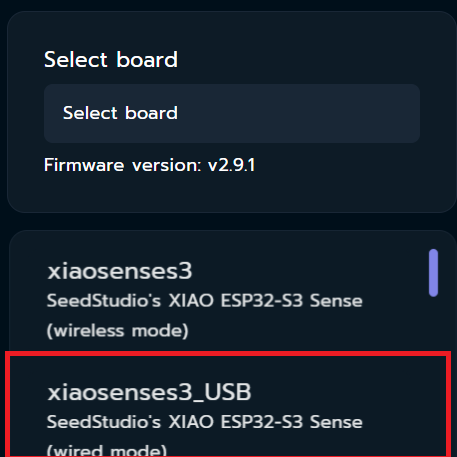 Select board
Select board
Firmware version: v2.9.1
xiaosenses3
SeedStudio's XIAO ESP32-S3 Sense
(wireless mode)
xiaosenses3_USB
SeedStudio's XIAO ESP32-S3 Sense
(wired mode)